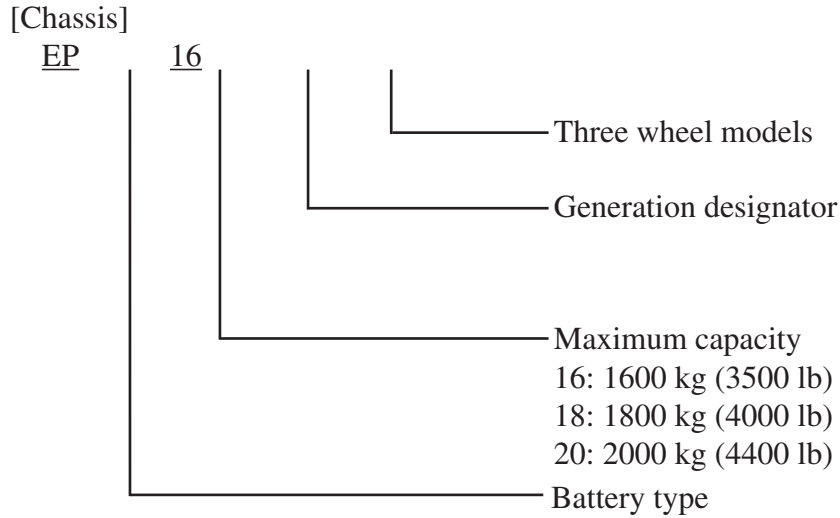 [Chassis]
EP 16
Three wheel models
Generation designator
Maximum capacity
16: 1600 kg (3500 lb)
18: 1800 kg (4000 lb)
20: 2000 kg (4400 lb)
Battery type